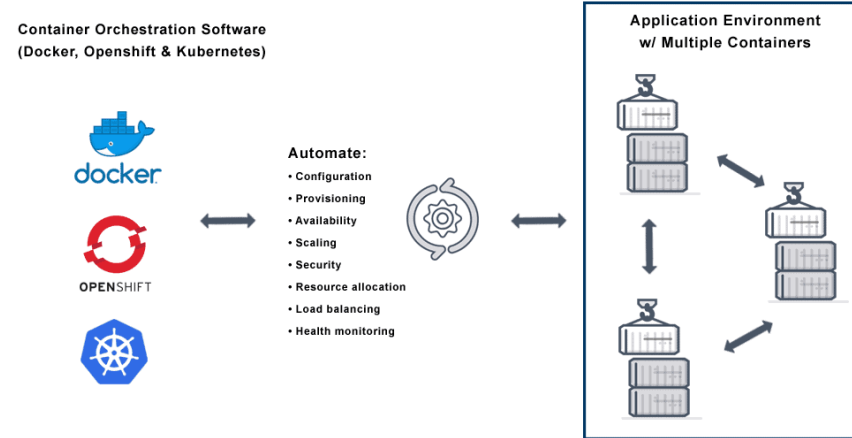 Container Orchestration Software
(Docker, Openshift & Kubernetes)
docker
OPENSHIFT
Automate:
• Configuration
• Provisioning
• Availability
• Scaling
• Security
• Resource allocation
• Load balancing
• Health monitoring
Application Environment
w/ Multiple Containers